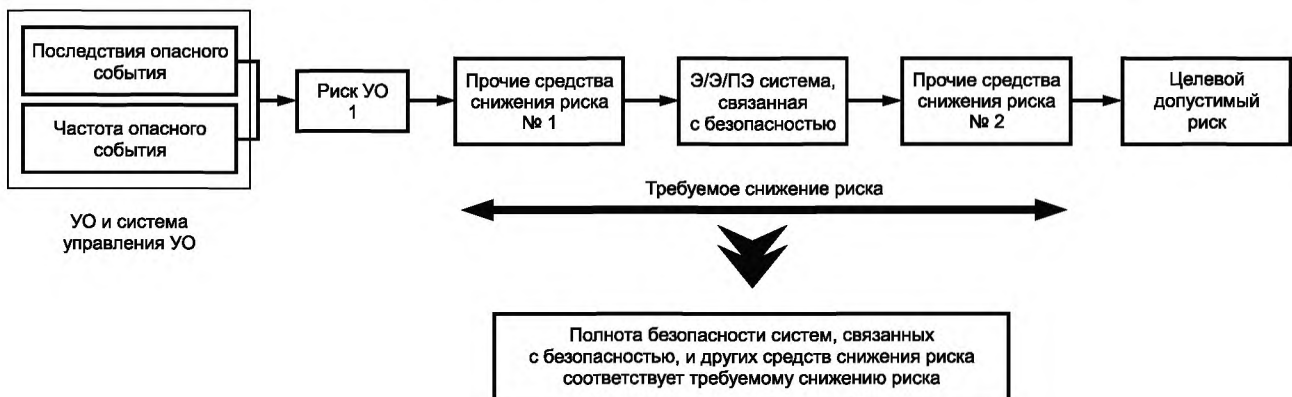 Последствия опасного
события
Частота опасного
события
УО и система
управления УО
Риск УО
1
Прочие средства
снижения риска
№ 1
Э/Э/ПЭ система,
связанная
с безопасностью
Прочие средства
снижения риска
№ 2
Целевой
допустимый
риск
Требуемое снижение риска
Полнота безопасности систем, связанных
с безопасностью, и других средств снижения риска
соответствует требуемому снижению риска